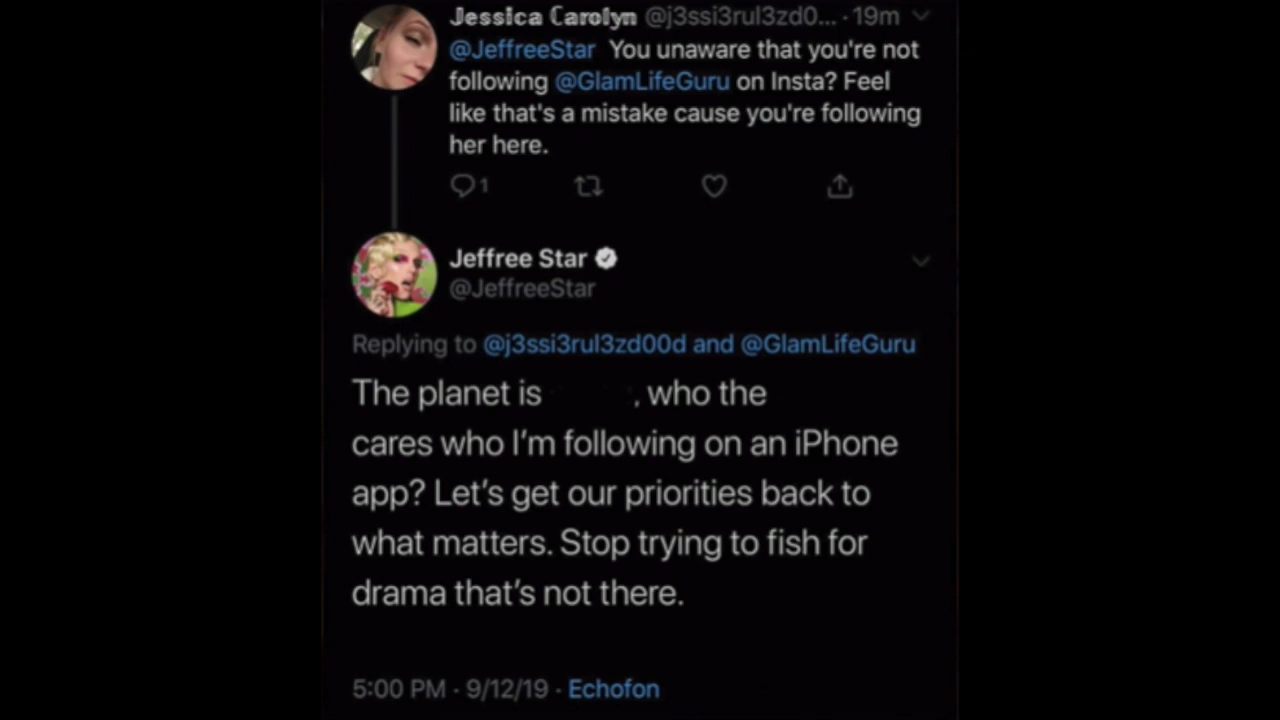 Jessica Carolyn @j3ssi3rul3zd0... · 19m
@JeffreeStar You unaware that you're not
following @GlamLifeGuru on Insta? Feel
like that's a mistake cause you're following
her here.
1
Jeffree Star
@JeffreeStar
Replying to @j3ssi3rul3zd00d and @GlamLifeGuru
The planet is , who the
cares who I'm following on an iPhone
app? Let's get our priorities back to
what matters. Stop trying to fish for
drama that's not there.
5:00 PM · 9/12/19 · Echofon